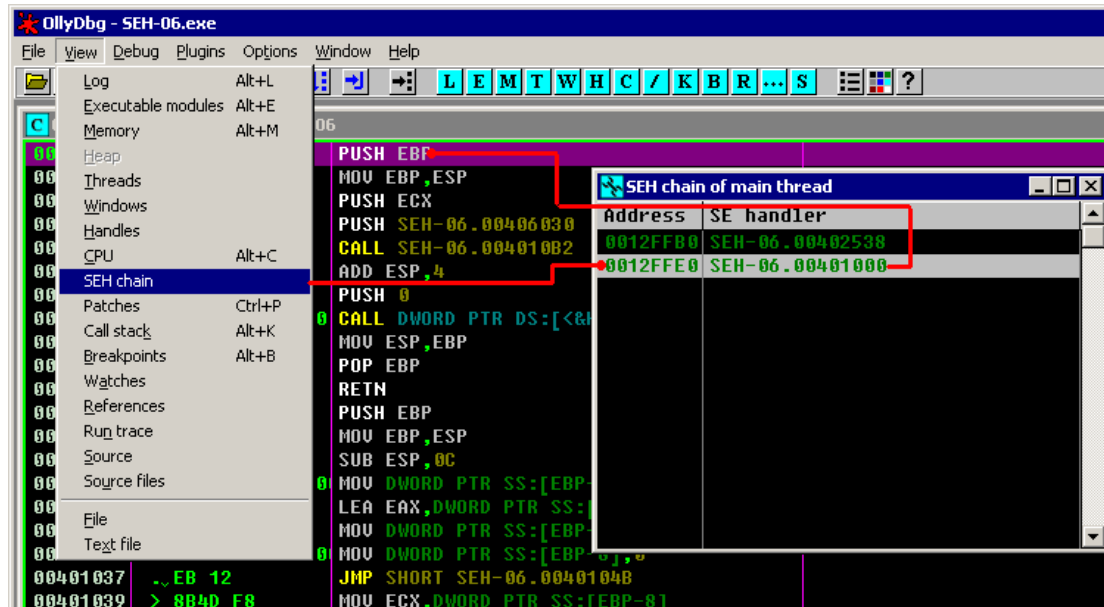 OllyDbg - SEH-06.exe
File View Debug Plugins Options Window Help
L E M T W H C / K B R ... S ?
Log Alt+L
Executable modules Alt+E
Memory Alt+M
Heap
Threads
Windows
Handles
CPU Alt+C
SEH chain
Patches Ctrl+P
Call stack Alt+K
Breakpoints Alt+B
Watches
References
Run trace
Source
Source files
File
Text file
C 06
PUSH EBP
MOV EBP,ESP
PUSH ECX
PUSH SEH-06.00406030
CALL SEH-06.004010B2
ADD ESP,4
PUSH 0
CALL DWORD PTR DS:[<&
MOV ESP,EBP
POP EBP
RETN
PUSH EBP
MOV EBP,ESP
SUB ESP,0C
MOV DWORD PTR SS:[EBP-
LEA EAX,DWORD PTR SS:[
MOV DWORD PTR SS:[EBP-
MOV DWORD PTR SS:[EBP-8],0
00401037 . EB 12 JMP SHORT SEH-06.0040104B
00401039 > 8B4D F8 MOV ECX,DWORD PTR SS:[EBP-8]
SEH chain of main thread
Address SE handler
0012FFB0 SEH-06.00402538
0012FFE0 SEH-06.00401000